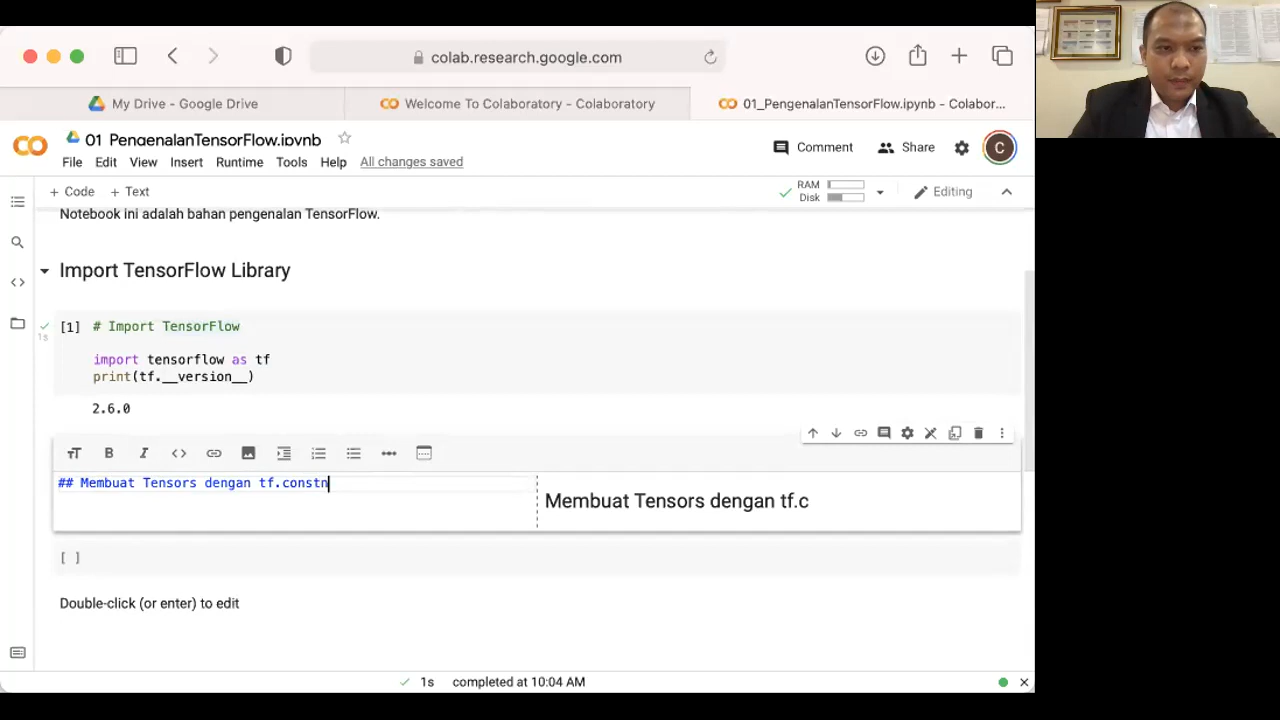 colab.research.google.com
My Drive - Google Drive
Welcome To Colaboratory - Colaboratory
01_PengenalanTensorFlow.ipynb - Colabor...
01_PengenalanTensorFlow.ipynb
File Edit View Insert Runtime Tools Help All changes saved
Comment
Share
C
+ Code + Text
RAM
Disk
Editing
Notebook ini adalah bahan pengenalan TensorFlow.
Import TensorFlow Library
[1] # Import TensorFlow
1s
import tensorflow as tf
print(tf.__version__)
2.6.0
## Membuat Tensors dengan tf.constn
Membuat Tensors dengan tf.c
[ ]
Double-click (or enter) to edit
1s completed at 10:04 AM